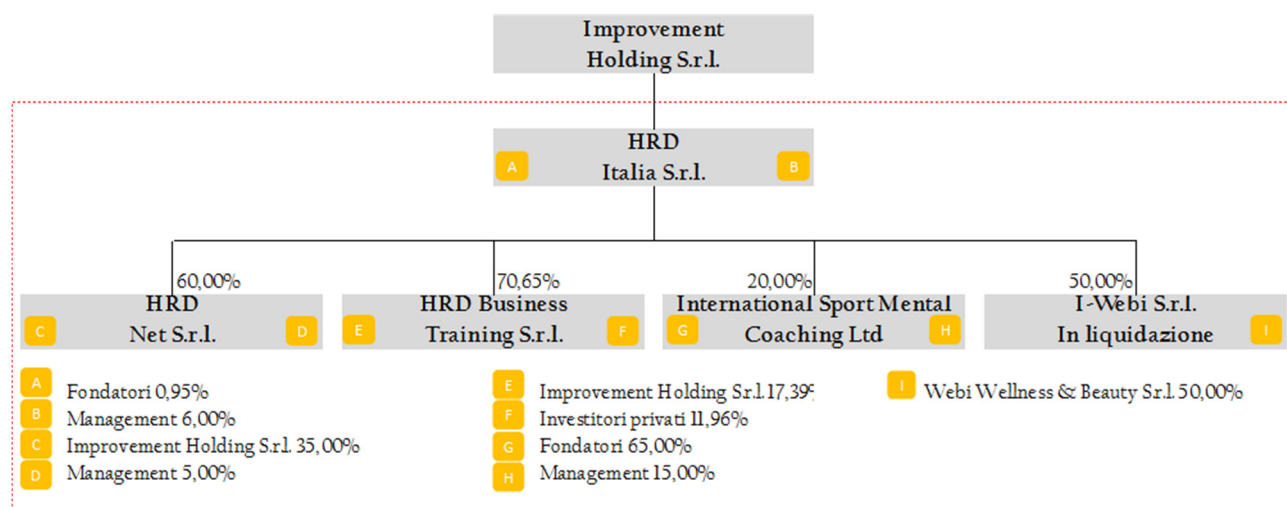 Improvement
Holding S.r.l.
HRD
Italia S.r.l.
A
B
60,00%
70,65%
20,00%
50,00%
HRD
Net S.r.l.
C
D
HRD Business
Training S.r.l.
E
F
International Sport Mental
Coaching Ltd
G
H
I-Webi S.r.l.
In liquidazione
I
A Fondatori 0,95%
B Management 6,00%
C Improvement Holding S.r.l. 35,00%
D Management 5,00%
E Improvement Holding S.r.l. 17,39%
F Investitori privati 11,96%
G Fondatori 65,00%
H Management 15,00%
I Webi Wellness & Beauty S.r.l. 50,00%